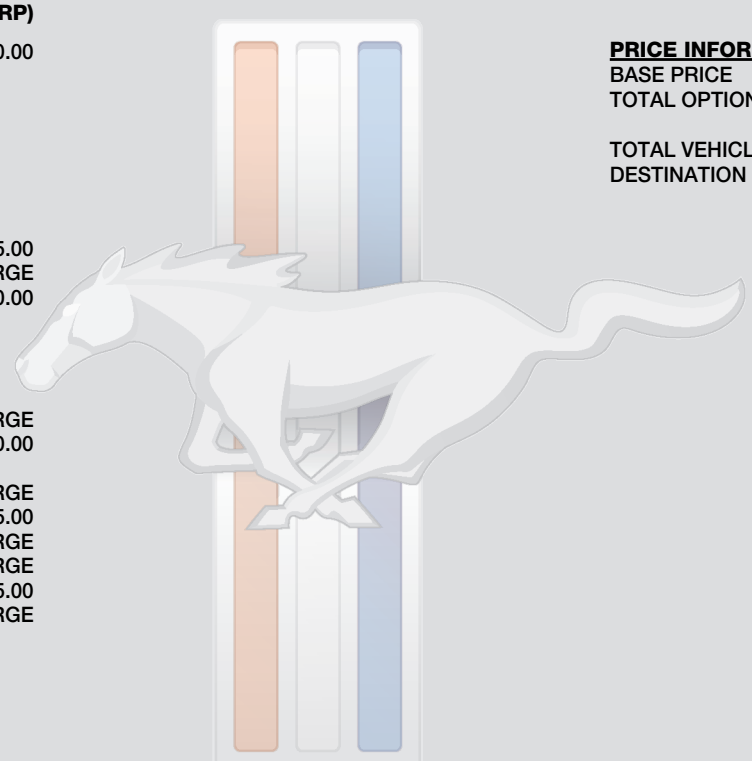 RP)
0.00
5.00
RGE
0.00
RGE
0.00
RGE
5.00
RGE
RGE
5.00
RGE
PRICE INFOR
BASE PRICE
TOTAL OPTION
TOTAL VEHICL
DESTINATION